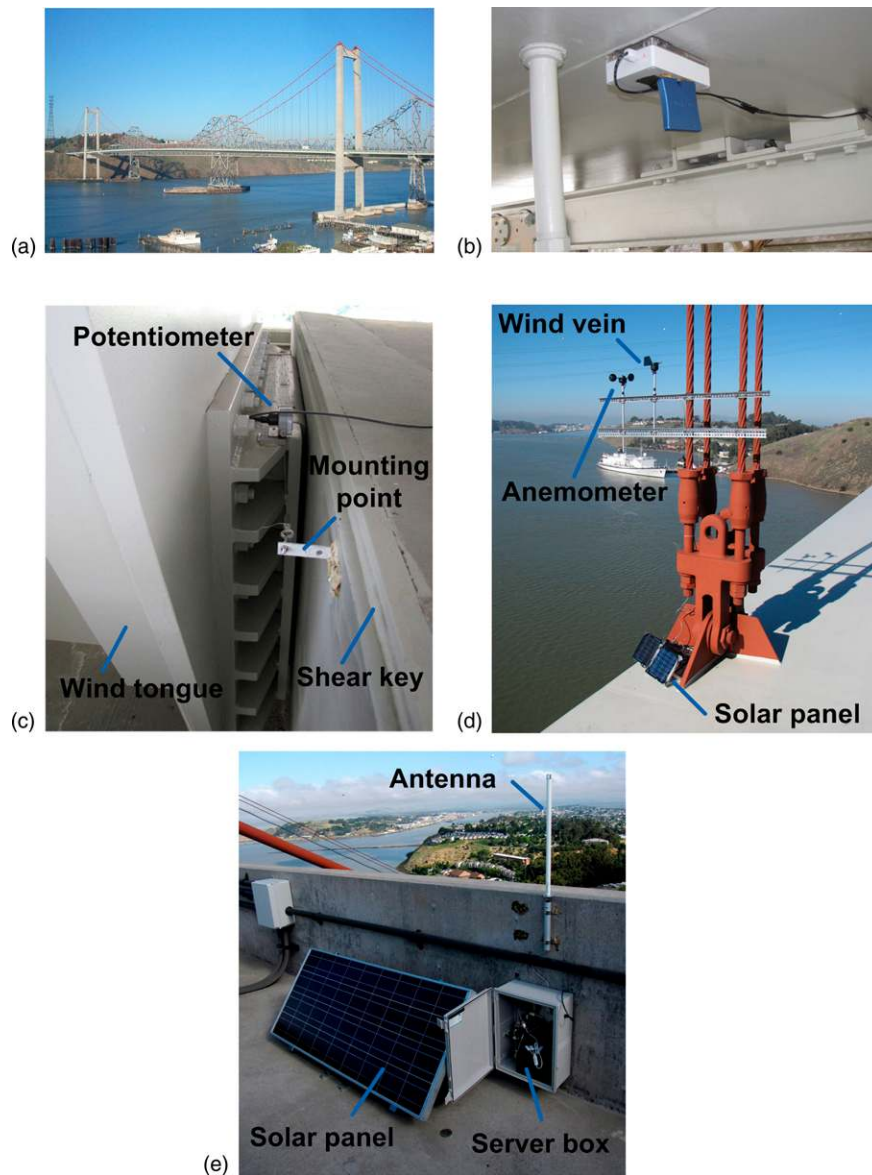 (a)
(b)
Potentiometer
Mounting
point
Wind tongue
Shear key
(c)
Wind vein
Anemometer
Solar panel
(d)
Antenna
Solar panel
Server box
(e)